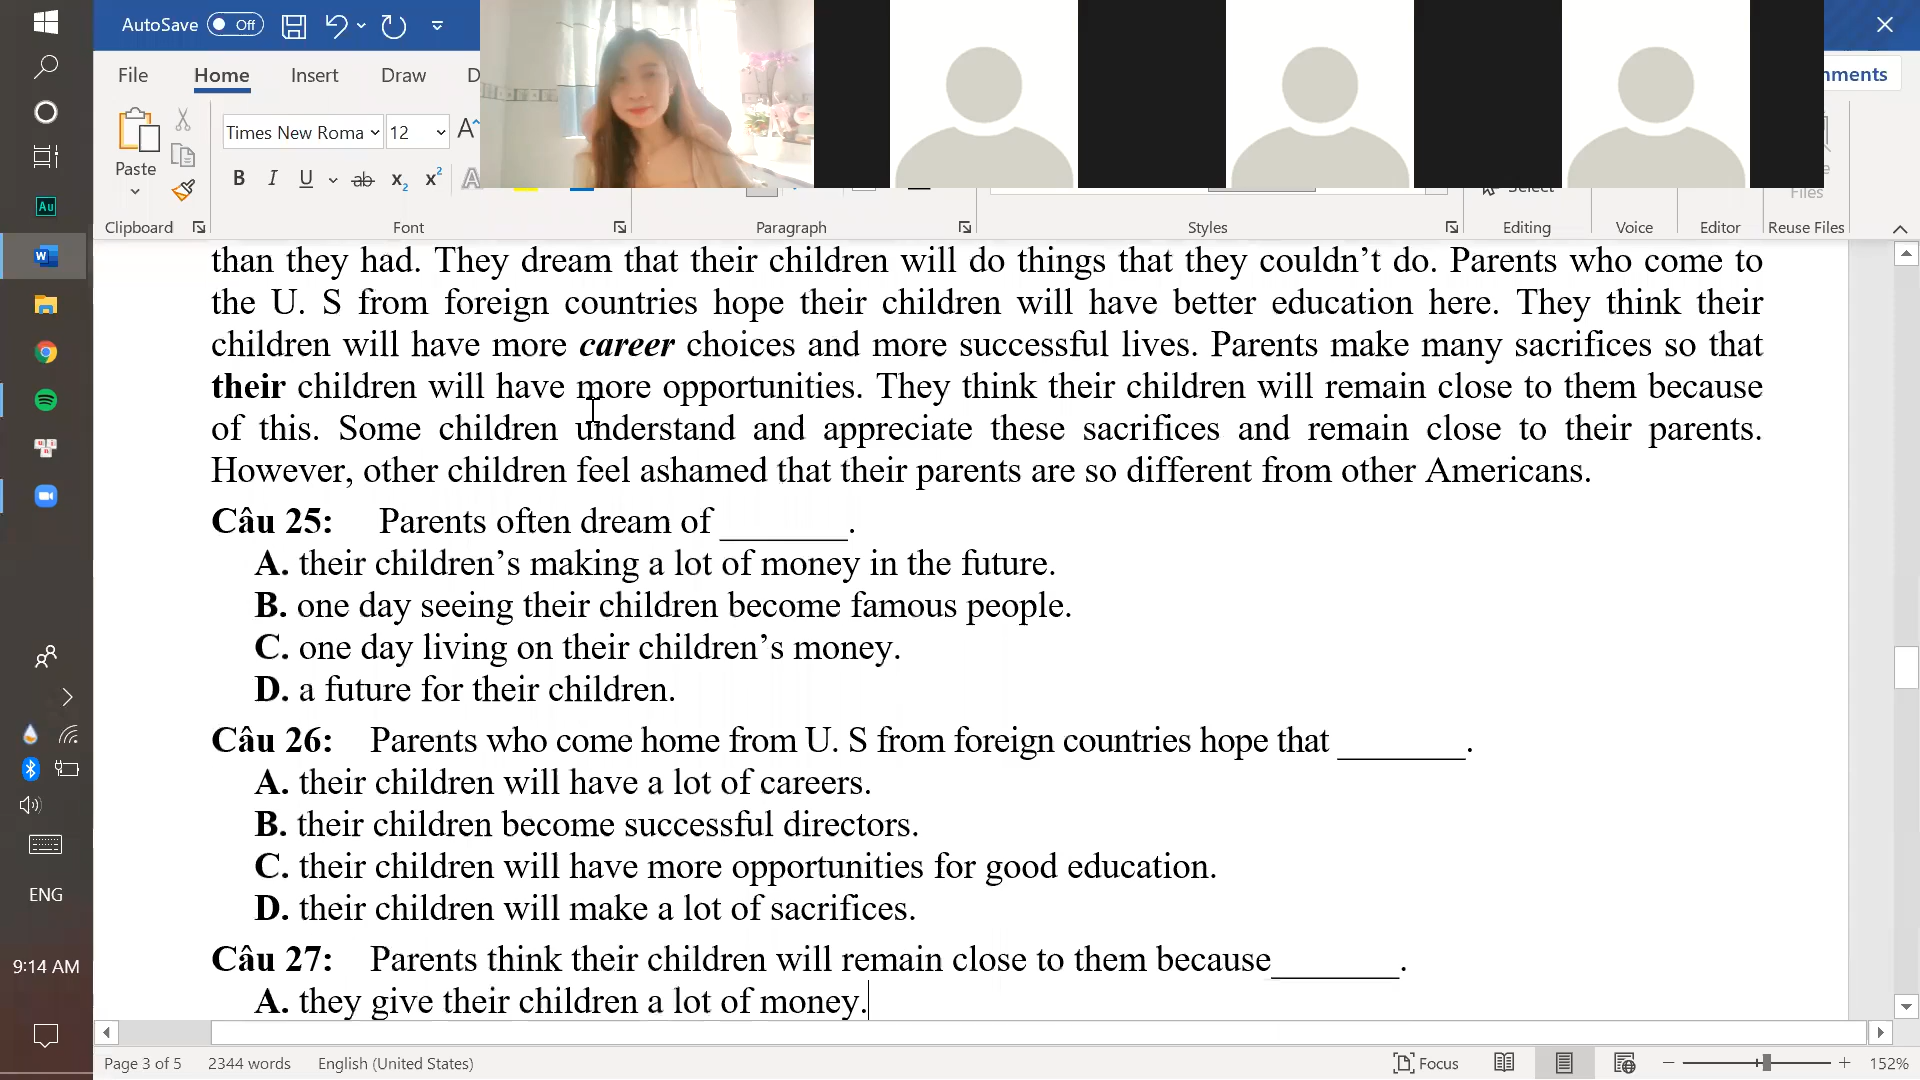 AutoSave Off
File Home Insert Draw D
mments
Times New Roma 12
Paste
B I U ab x2 x2 A
Select
Files
Clipboard Font Paragraph Styles Editing Voice Editor Reuse Files
than they had. They dream that their children will do things that they couldn’t do. Parents who come to
the U. S from foreign countries hope their children will have better education here. They think their
children will have more career choices and more successful lives. Parents make many sacrifices so that
their children will have more opportunities. They think their children will remain close to them because
of this. Some children understand and appreciate these sacrifices and remain close to their parents.
However, other children feel ashamed that their parents are so different from other Americans.
Câu 25: Parents often dream of _______.
A. their children’s making a lot of money in the future.
B. one day seeing their children become famous people.
C. one day living on their children’s money.
D. a future for their children.
Câu 26: Parents who come home from U. S from foreign countries hope that _______.
A. their children will have a lot of careers.
B. their children become successful directors.
C. their children will have more opportunities for good education.
D. their children will make a lot of sacrifices.
Câu 27: Parents think their children will remain close to them because_______.
A. they give their children a lot of money.
ENG
9:14 AM
Page 3 of 5 2344 words English (United States) Focus 152%